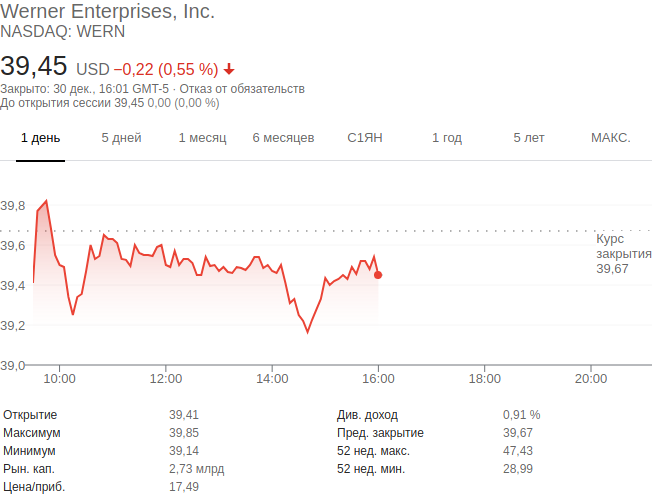 Werner Enterprises, Inc.
NASDAQ: WERN
39,45 USD −0,22 (0,55 %)
Закрыто: 30 дек., 16:01 GMT-5 · Отказ от обязательств
До открытия сессии 39,45 0,00 (0,00 %)
1 день 5 дней 1 месяц 6 месяцев С1ЯН 1 год 5 лет МАКС.
39,8
39,6
39,4
39,2
39,0
Курс
закрытия
39,67
10:00 12:00 14:00 16:00 18:00 20:00
Открытие 39,41 Див. доход 0,91 %
Максимум 39,85 Пред. закрытие 39,67
Минимум 39,14 52 нед. макс. 47,43
Рын. кап. 2,73 млрд 52 нед. мин. 28,99
Цена/приб. 17,49